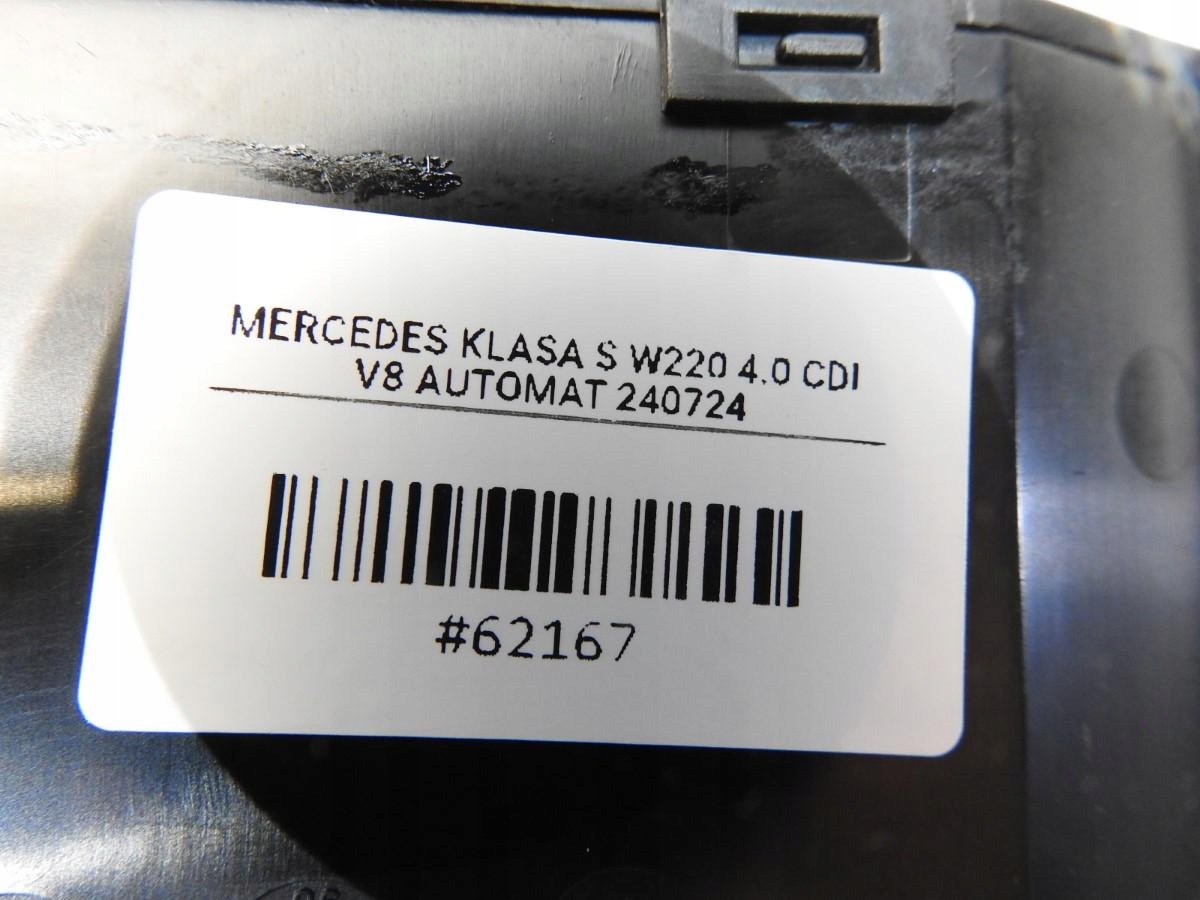 MERCEDES KLASA S W220 4.0 CDI
V8 AUTOMAT 240724
#62167